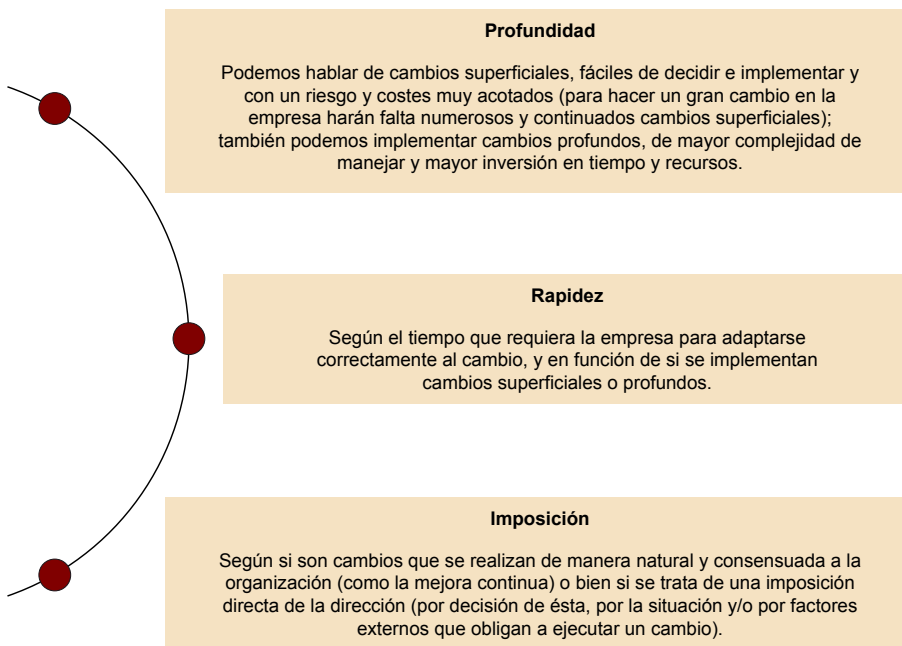 Profundidad
Podemos hablar de cambios superficiales, fáciles de decidir e implementar y
con un riesgo y costes muy acotados (para hacer un gran cambio en la
empresa harán falta numerosos y continuados cambios superficiales);
también podemos implementar cambios profundos, de mayor complejidad de
manejar y mayor inversión en tiempo y recursos.
Rapidez
Según el tiempo que requiera la empresa para adaptarse
correctamente al cambio, y en función de si se implementan
cambios superficiales o profundos.
Imposición
Según si son cambios que se realizan de manera natural y consensuada a la
organización (como la mejora continua) o bien si se trata de una imposición
directa de la dirección (por decisión de ésta, por la situación y/o por factores
externos que obligan a ejecutar un cambio).